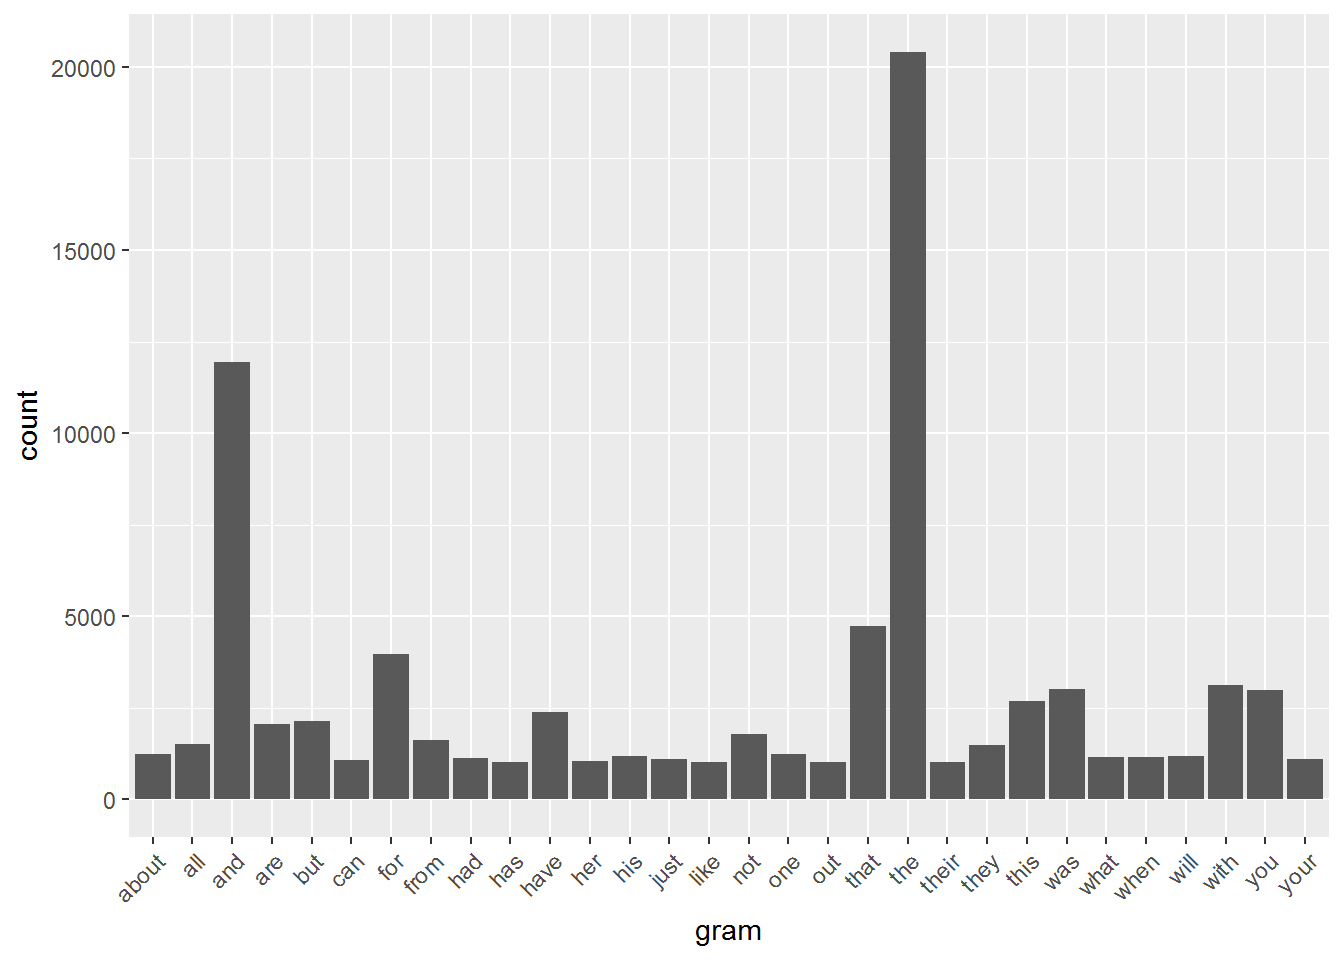 20000
15000
10000
5000
0
count
about all and are but can for from had has have her his just like not one out that the their they this was what when will with you your
gram